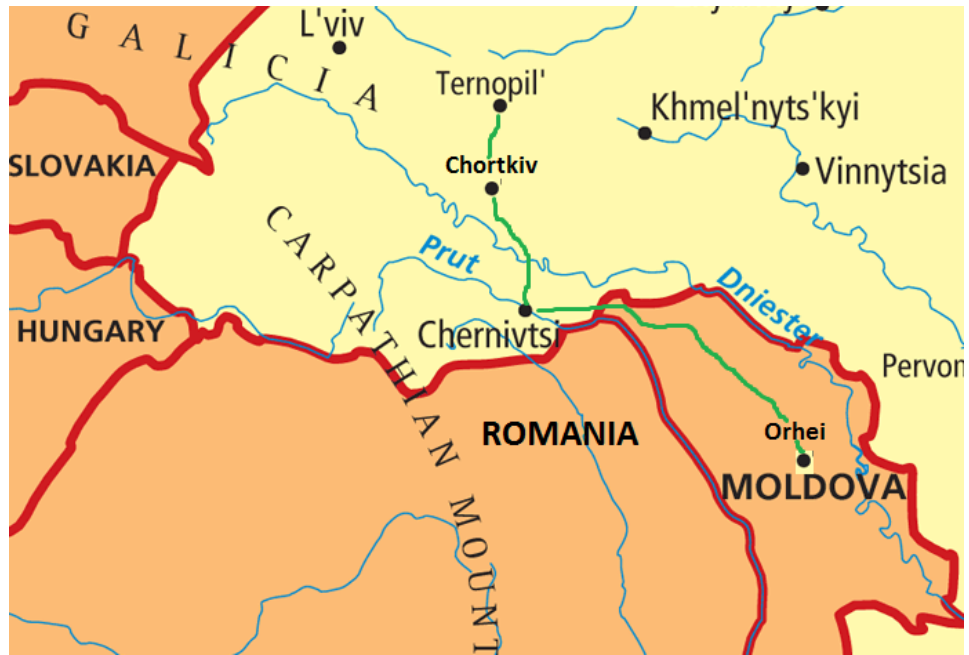 GALICIA
L'viv
Ternopil'
Khmel'nyts'kyi
Vinnytsia
SLOVAKIA
Chortkiv
CARPATHIAN MOUNT
Prut
Dniester
HUNGARY
Chernivtsi
Pervom
ROMANIA
Orhei
MOLDOVA